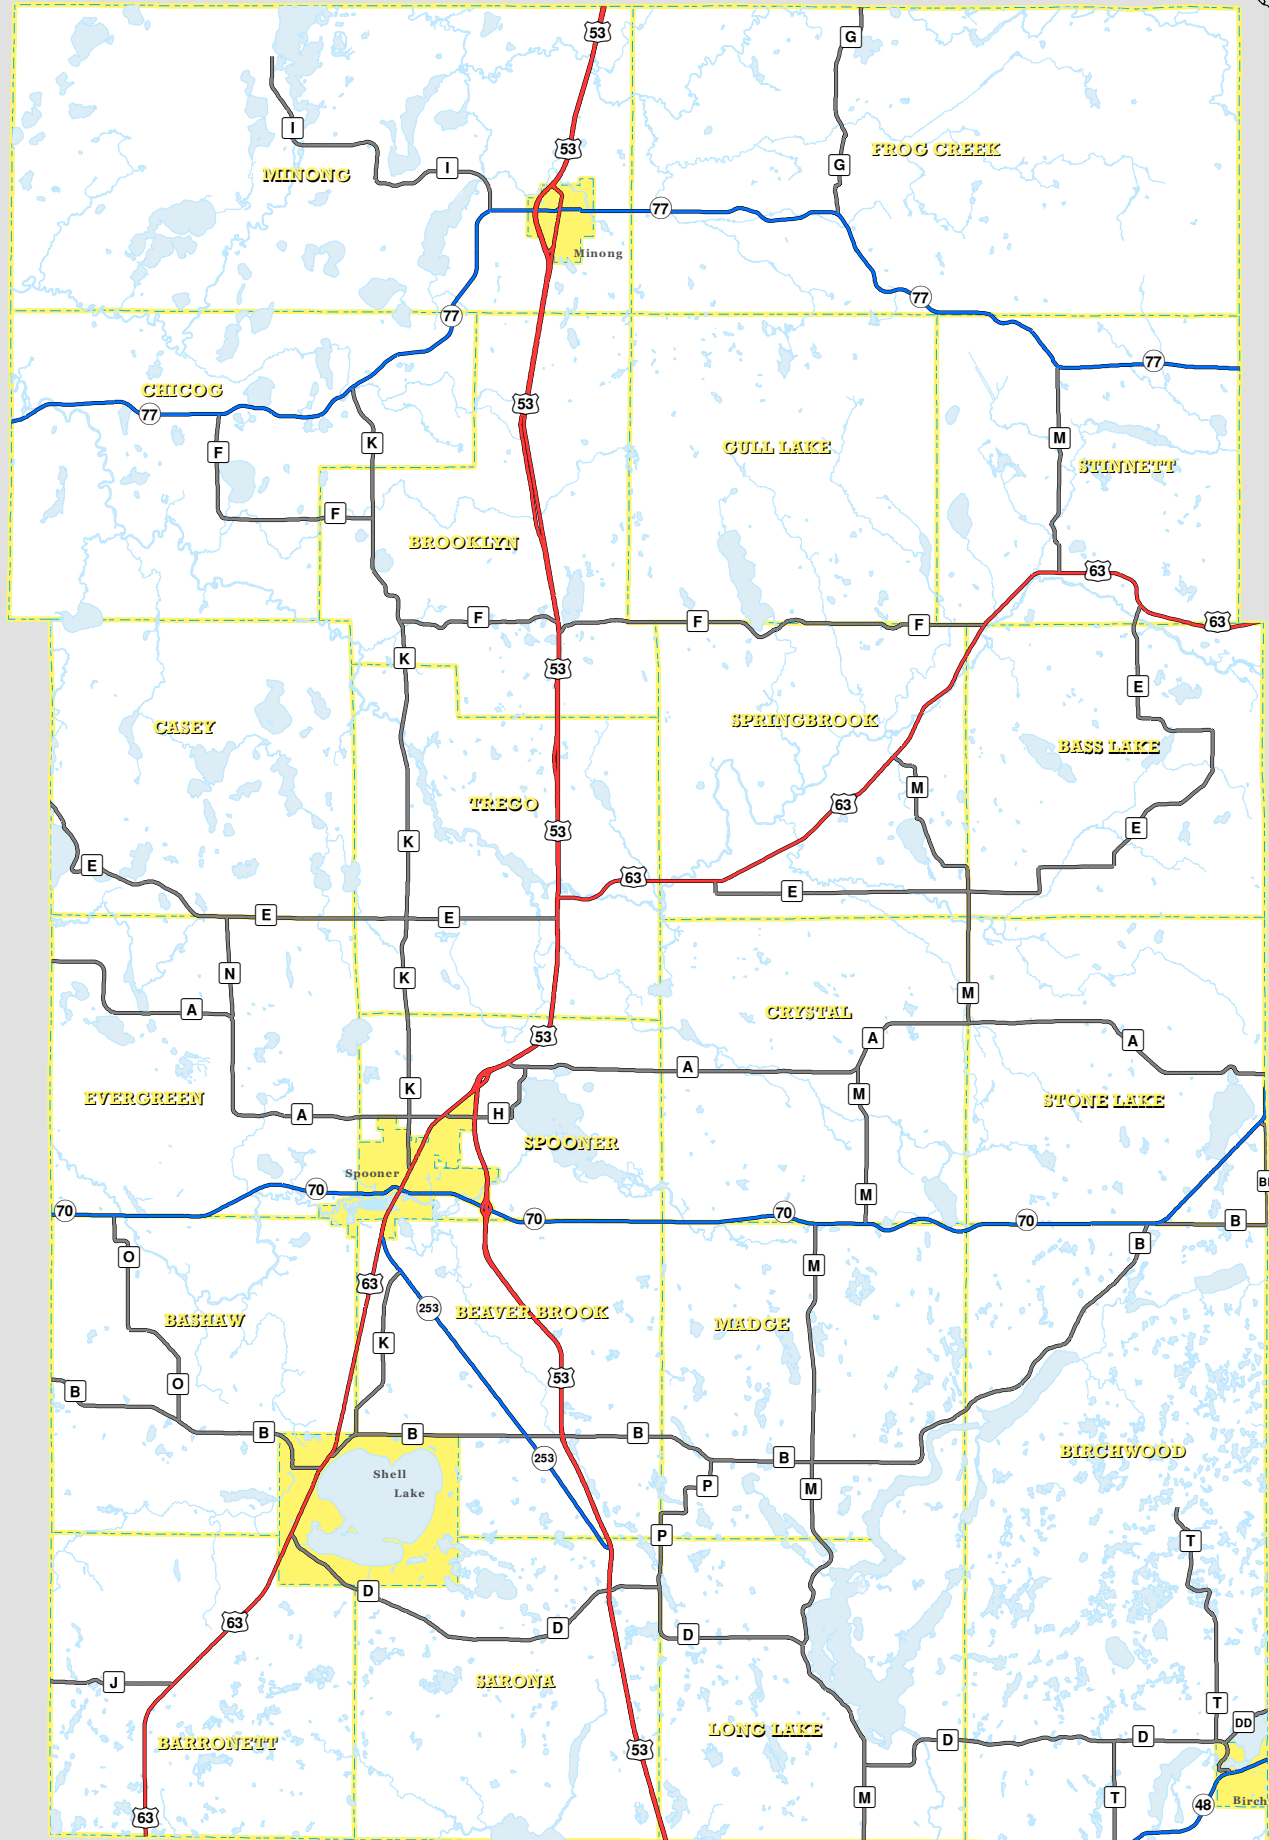 53
G
I
53
FROG CREEK
G
I
MINONG
77
Minong
77
77
77
CHICOG
53
77
K
M
GULL LAKE
F
STINNETT
F
BROOKLYN
63
F
F
F
63
K
53
E
SPRINGBROOK
CASEY
BASS LAKE
M
TREGO
63
53
E
K
E
63
E
E
E
N
K
M
A
CRYSTAL
53
A
A
A
K
M
EVERGREEN
STONE LAKE
A
H
SPOONER
Spooner
70
M
70
70
70
70
B
B
O
M
63
253
BEAVER BROOK
BASHAW
MADGE
K
53
O
B
B
B
B
BIRCHWOOD
253
B
Shell
P
Lake
M
P
T
D
63
D
D
SARONA
J
T
DD
LONG LAKE
BARRONETT
D
D
53
M
T
Birch
48
63